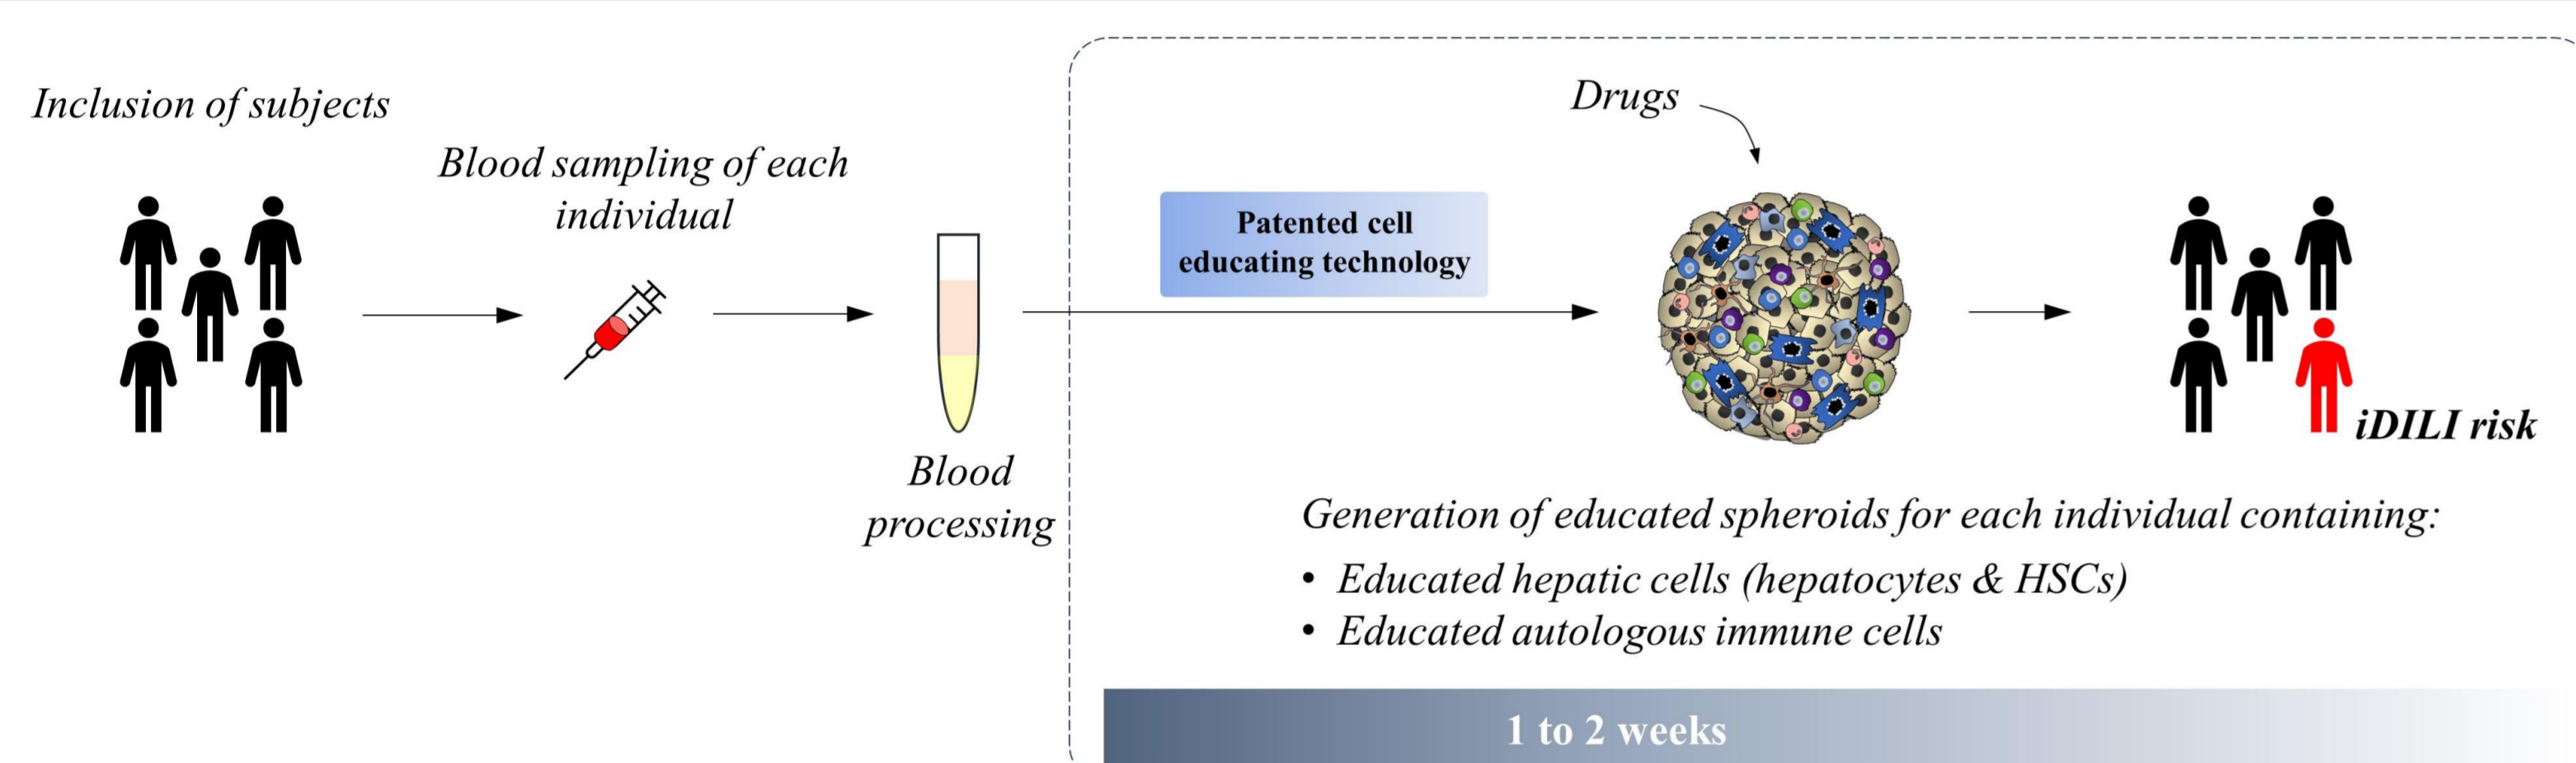 Inclusion of subjects
Blood sampling of each
individual
Blood
processing
Patented cell
educating technology
Drugs
iDILI risk
Generation of educated spheroids for each individual containing:
• Educated hepatic cells (hepatocytes & HSCs)
• Educated autologous immune cells
1 to 2 weeks